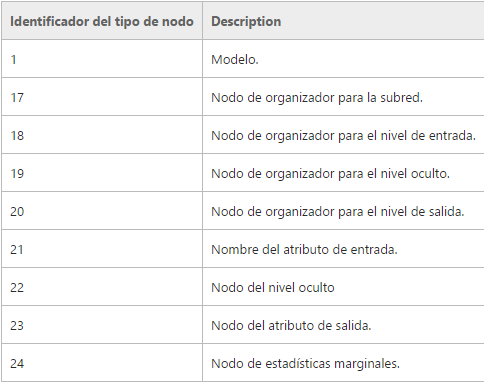 Identificador del tipo de nodo Description
1 Modelo.
17 Nodo de organizador para la subred.
18 Nodo de organizador para el nivel de entrada.
19 Nodo de organizador para el nivel oculto.
20 Nodo de organizador para el nivel de salida.
21 Nombre del atributo de entrada.
22 Nodo del nivel oculto
23 Nodo del atributo de salida.
24 Nodo de estadísticas marginales.